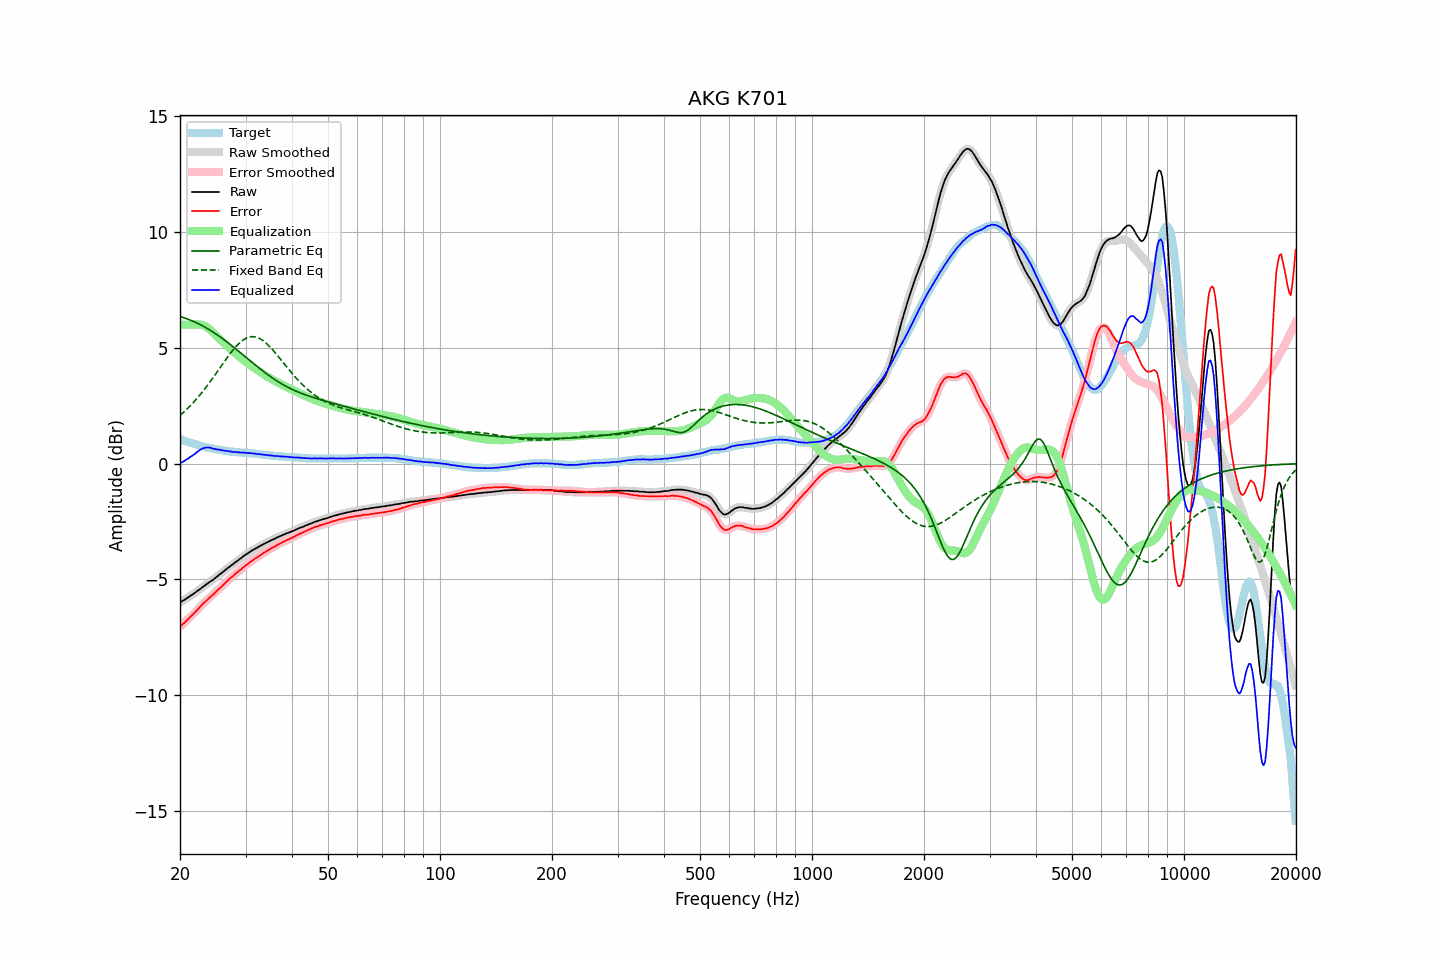 AKG K701
Amplitude (dBr)
15
10
5
0
−5
−10
−15
Target
Raw Smoothed
Error Smoothed
Raw
Error
Equalization
Parametric Eq
Fixed Band Eq
Equalized
20 50 100 200 500 1000 2000 5000 10000 20000
Frequency (Hz)